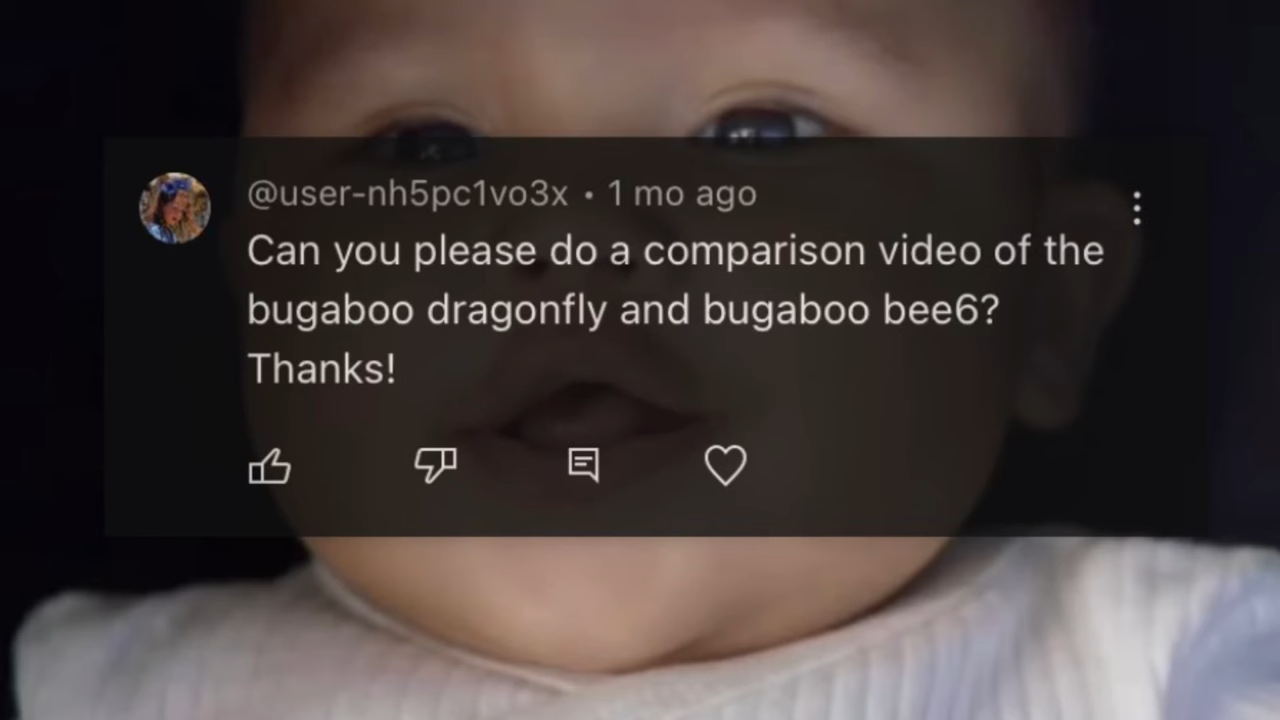 @user-nh5pc1vo3x • 1 mo ago
Can you please do a comparison video of the
bugaboo dragonfly and bugaboo bee6?
Thanks!